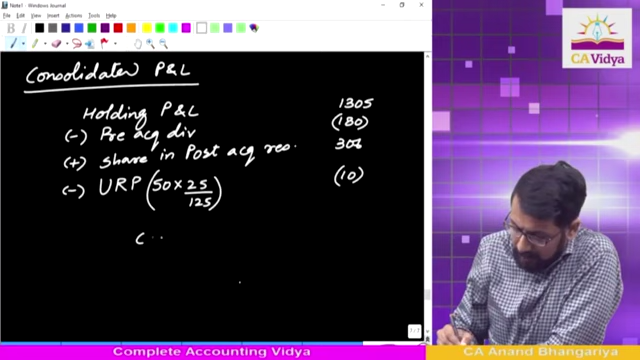 Note1 - Windows Journal
File Edit View Insert Actions Tools Help
Consolidated P&L
Holding P&L 1305
(-) Pre acq div (180)
(+) Share in Post acq res.
(-) URP (50 × 25/125) (10)
C
CA Vidya
Complete Accounting Vidya
CA Anand Bhangariya